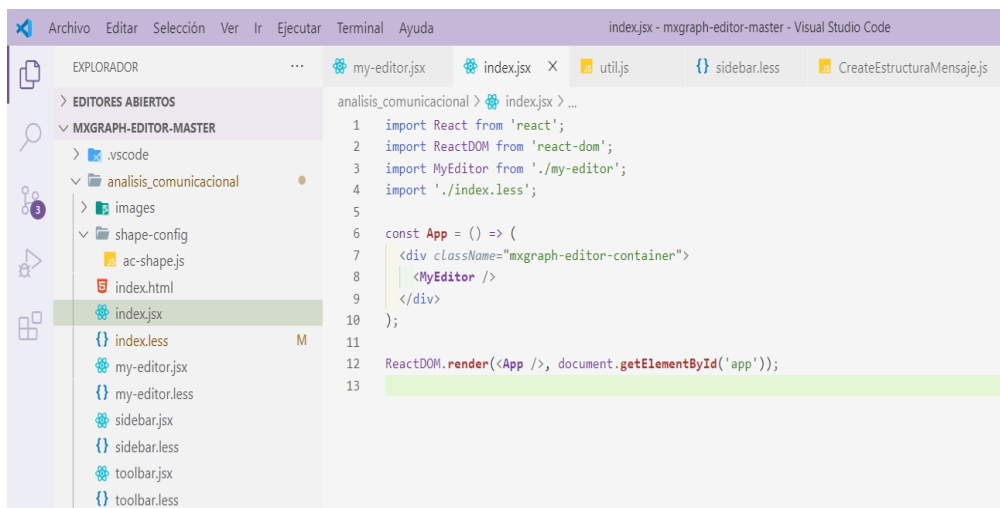 Archivo Editar Selección Ver Ir Ejecutar Terminal Ayuda index.jsx - mxgraph-editor-master - Visual Studio Code
EXPLORADOR ...
EDITORES ABIERTOS
MXGRAPH-EDITOR-MASTER
.vscode
analisis_comunicacional
images
shape-config
JS ac-shape.js
index.html
index.jsx
{} index.less M
my-editor.jsx
{} my-editor.less
sidebar.jsx
{} sidebar.less
toolbar.jsx
{} toolbar.less
3
my-editor.jsx index.jsx × JS util.js {} sidebar.less JS CreateEstructuraMensaje.js
analisis_comunicacional > index.jsx > ...
1 import React from 'react';
2 import ReactDOM from 'react-dom';
3 import MyEditor from './my-editor';
4 import './index.less';
5
6 const App = () => (
7 <div className="mxgraph-editor-container">
8 <MyEditor />
9 </div>
10 );
11
12 ReactDOM.render(<App />, document.getElementById('app'));
13